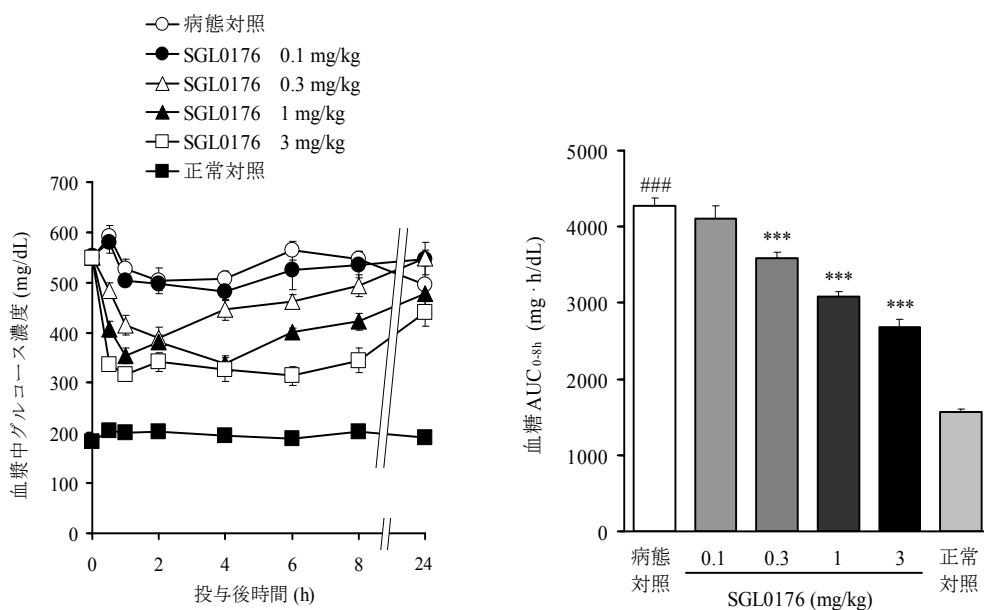 病態対照
SGL0176 0.1 mg/kg
SGL0176 0.3 mg/kg
SGL0176 1 mg/kg
SGL0176 3 mg/kg
正常対照
血漿中グルコース濃度 (mg/dL)
700
600
500
400
300
200
100
0
0 2 4 6 8 24
投与後時間 (h)
血糖 AUC0-8h (mg · h/dL)
5000
4000
3000
2000
1000
0
###
***
***
***
病態
対照
0.1 0.3 1 3
正常
対照
SGL0176 (mg/kg)